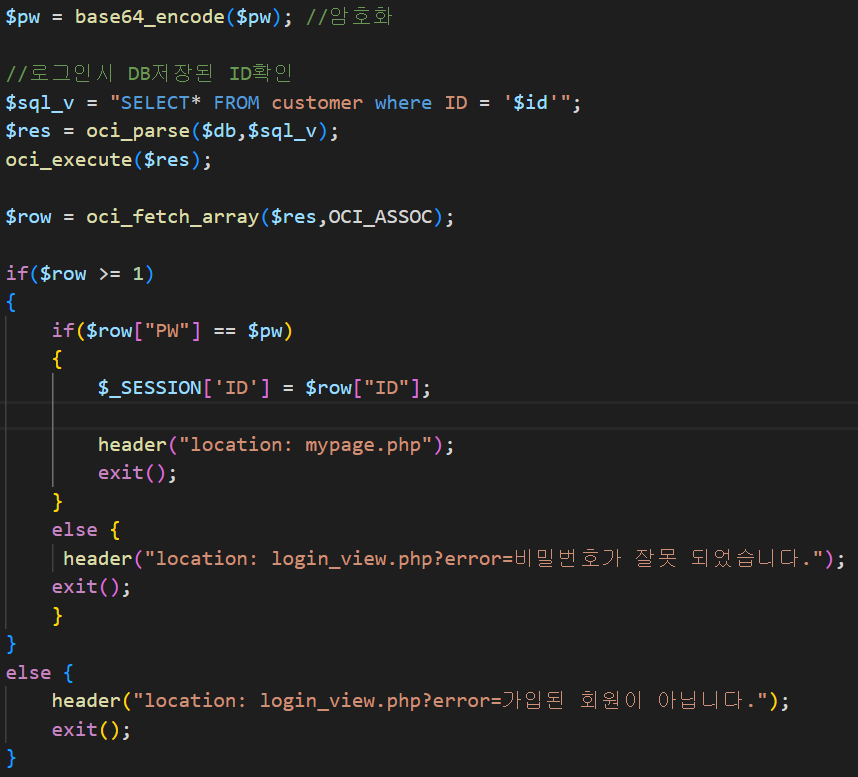 $pw = base64_encode($pw); //암호화
//로그인시 DB저장된 ID확인
$sql_v = "SELECT* FROM customer where ID = '$id'";
$res = oci_parse($db,$sql_v);
oci_execute($res);
$row = oci_fetch_array($res,OCI_ASSOC);
if($row >= 1)
{
if($row["PW"] == $pw)
{
$_SESSION['ID'] = $row["ID"];
header("location: mypage.php");
exit();
}
else {
header("location: login_view.php?error=비밀번호가 잘못 되었습니다.");
exit();
}
}
else {
header("location: login_view.php?error=가입된 회원이 아닙니다.");
exit();
}